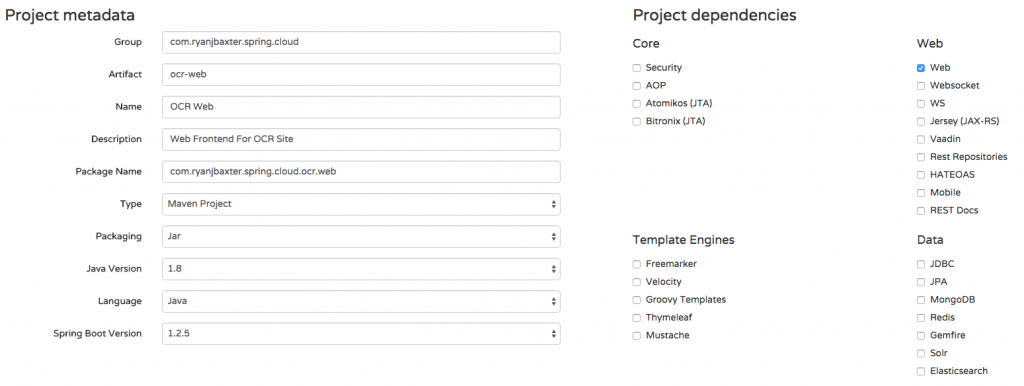 Project metadata
Group
com.ryanjbaxter.spring.cloud
Artifact
ocr-web
Name
OCR Web
Description
Web Frontend For OCR Site
Package Name
com.ryanjbaxter.spring.cloud.ocr.web
Type
Maven Project
Packaging
Jar
Java Version
1.8
Language
Java
Spring Boot Version
1.2.5
Project dependencies
Core
Security
AOP
Atomikos (JTA)
Bitronix (JTA)
Web
Web
Websocket
WS
Jersey (JAX-RS)
Vaadin
Rest Repositories
HATEOAS
Mobile
REST Docs
Template Engines
Freemarker
Velocity
Groovy Templates
Thymeleaf
Mustache
Data
JDBC
JPA
MongoDB
Redis
Gemfire
Solr
Elasticsearch